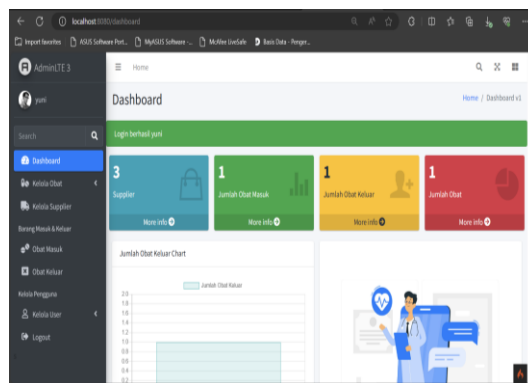 localhost:8080/dashboard
Import favorites
ASUS Software Port...
MyASUS Software -...
McAfee LiveSafe
Basis Data - Penger...
AdminLTE 3
Home
yuni
Dashboard
Home / Dashboard v1
Search
Login berhasil yuni
Dashboard
Kelola Obat
Kelola Supplier
Barang Masuk & Keluar
Obat Masuk
Obat Keluar
Kelola Pengguna
Kelola User
Logout
3
Supplier
More info
1
Jumlah Obat Masuk
More info
1
Jumlah Obat Keluar
More info
1
Jumlah Obat
More info
Jumlah Obat Keluar Chart
Jumlah Obat Keluar
2.0
1.8
1.6
1.4
1.2
1.0
0.8
0.6
0.4
0.2